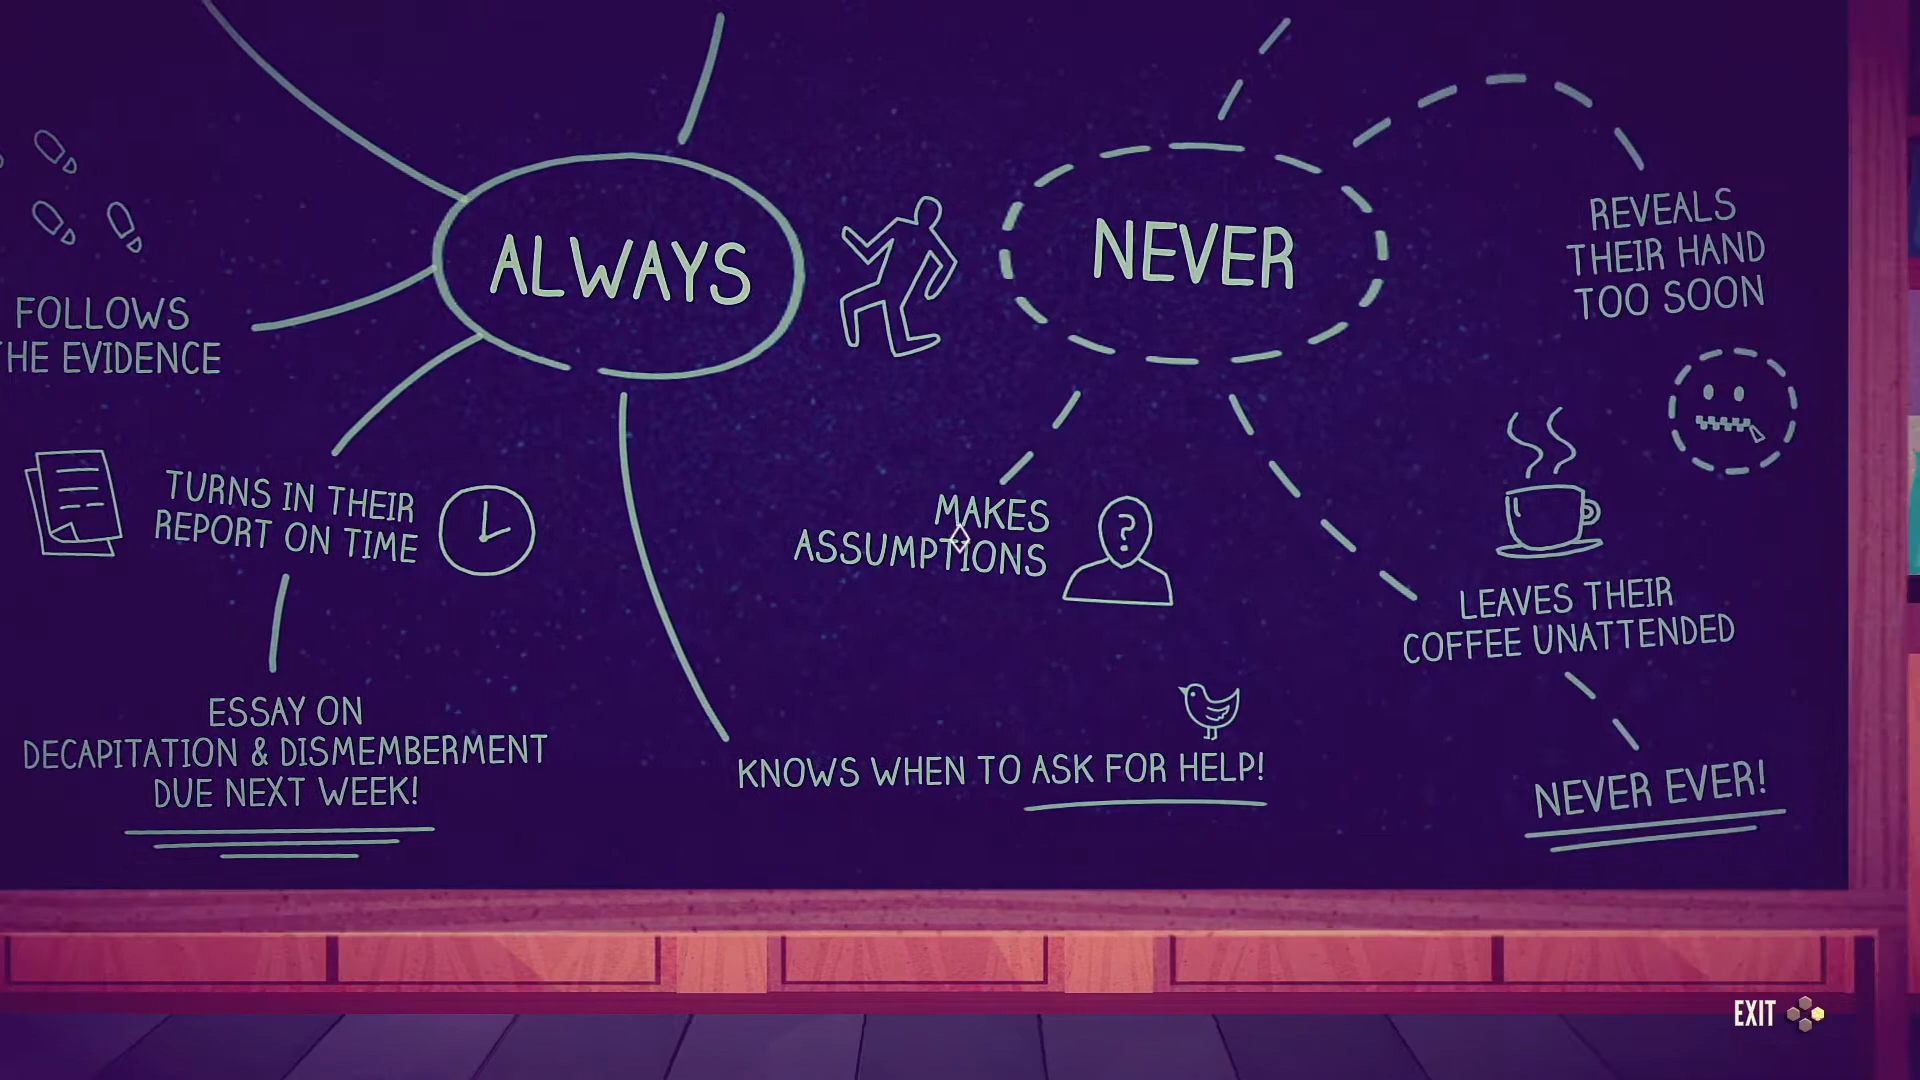 ALWAYS
NEVER
REVEALS
THEIR HAND
TOO SOON
FOLLOWS
THE EVIDENCE
TURNS IN THEIR
REPORT ON TIME
MAKES
ASSUMPTIONS
?
LEAVES THEIR
COFFEE UNATTENDED
ESSAY ON
DECAPITATION & DISMEMBERMENT
DUE NEXT WEEK!
KNOWS WHEN TO ASK FOR HELP!
NEVER EVER!
EXIT